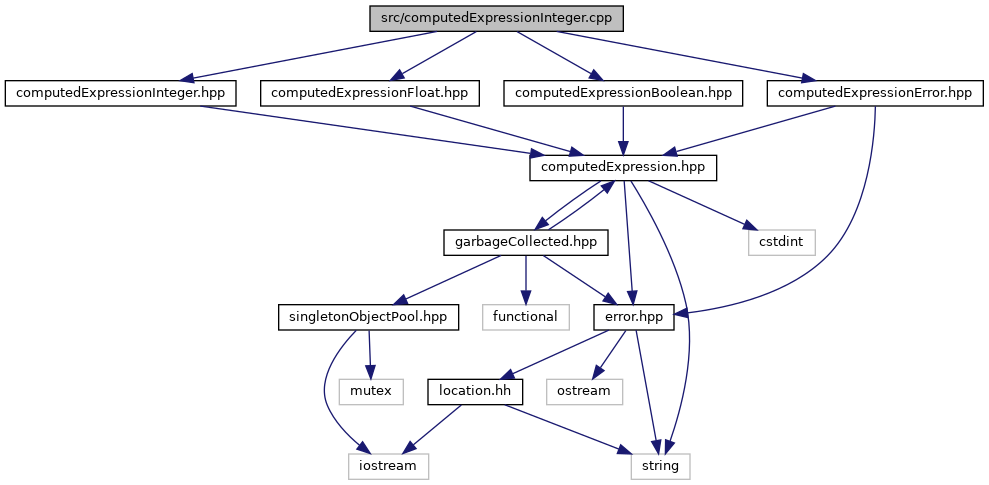 src/computedExpressionInteger.cpp
computedExpressionInteger.hpp
computedExpressionFloat.hpp
computedExpressionBoolean.hpp
computedExpressionError.hpp
computedExpression.hpp
garbageCollected.hpp
cstdint
singletonObjectPool.hpp
functional
error.hpp
mutex
location.hh
ostream
iostream
string